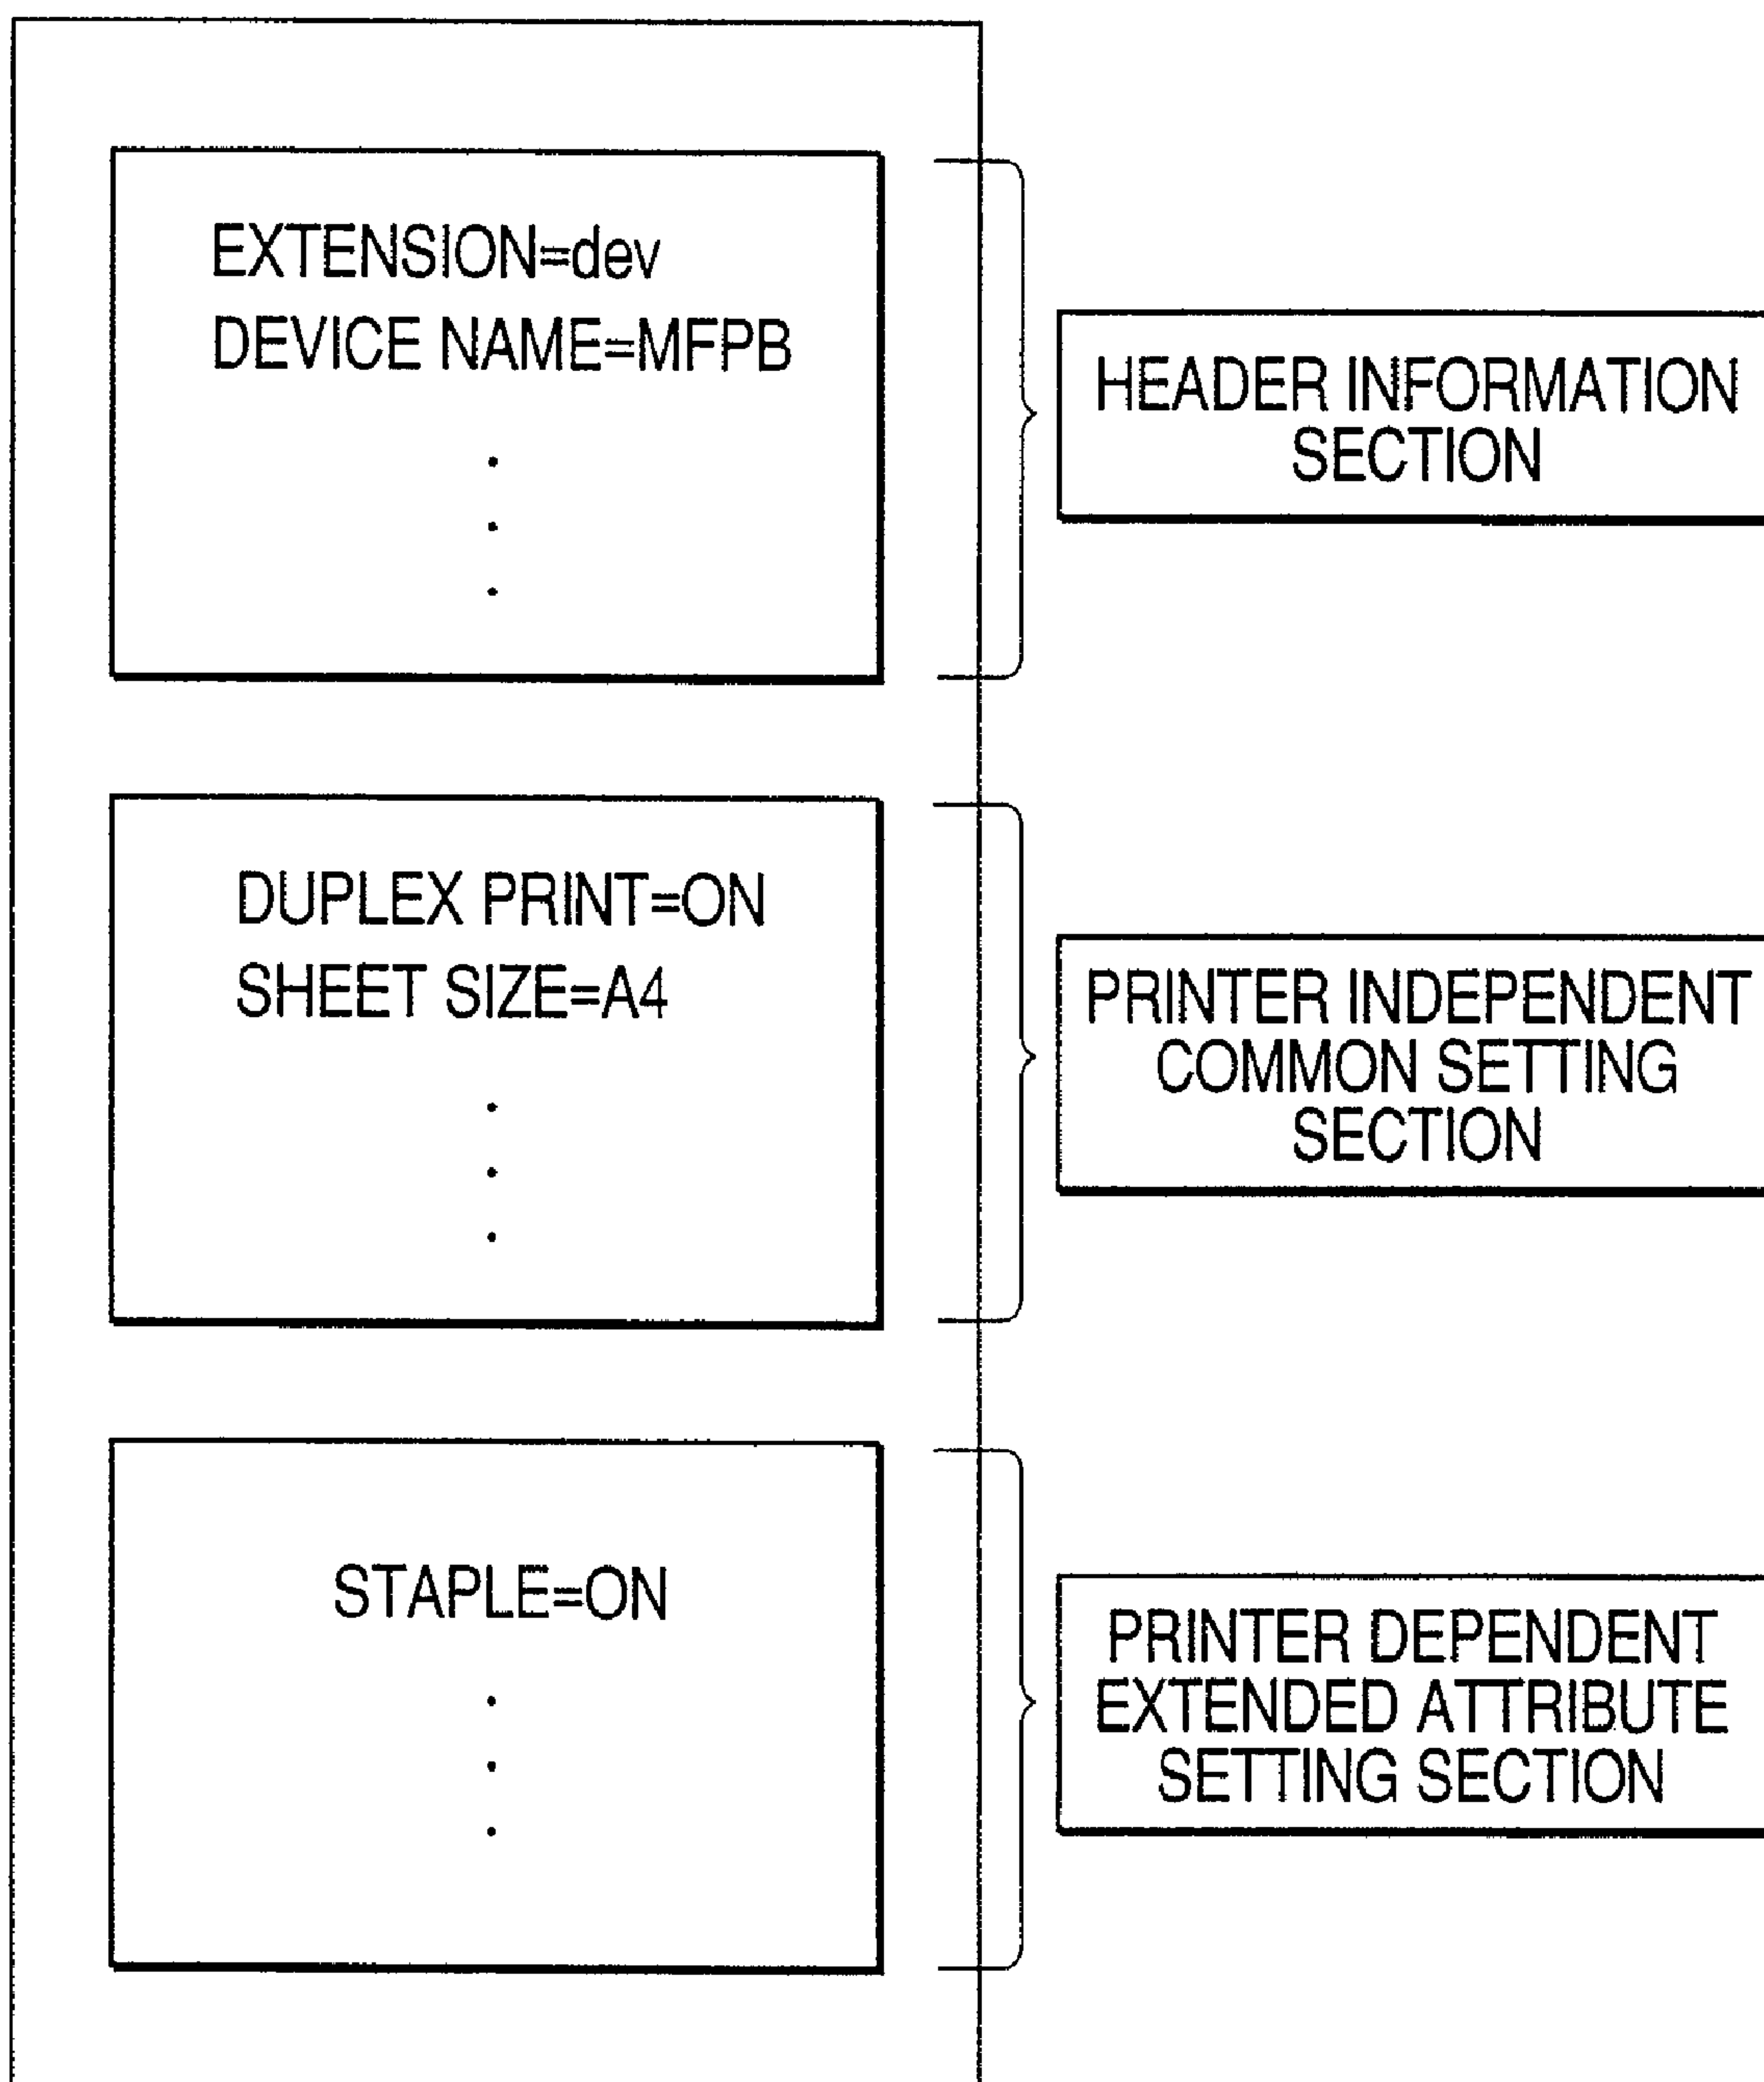 EXTENSION=dev
DEVICE NAME=MFPB
HEADER INFORMATION
SECTION
DUPLEX PRINT=ON
SHEET SIZE=A4
PRINTER INDEPENDENT
COMMON SETTING
SECTION
STAPLE=ON
PRINTER DEPENDENT
EXTENDED ATTRIBUTE
SETTING SECTION